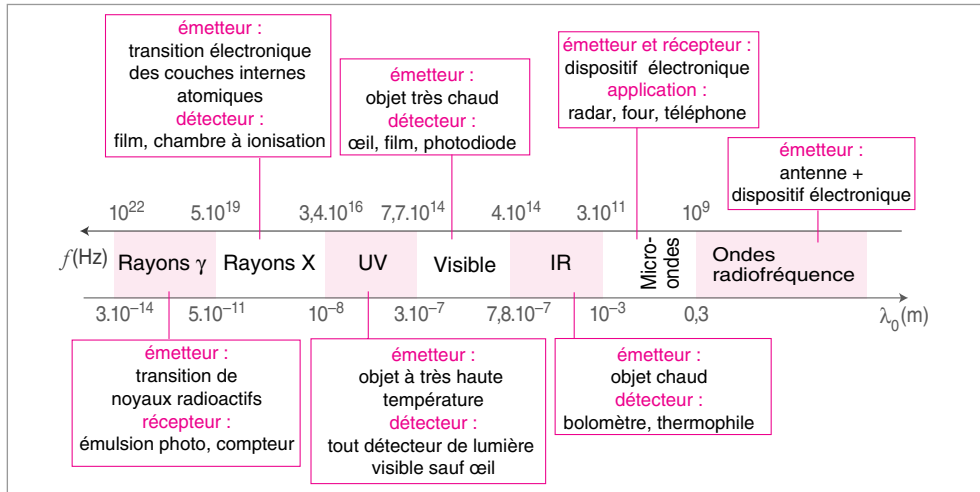 émetteur :
transition électronique
des couches internes
atomiques
détecteur :
film, chambre à ionisation
émetteur :
objet très chaud
détecteur :
œil, film, photodiode
émetteur et récepteur :
dispositif électronique
application :
radar, four, téléphone
émetteur :
antenne +
dispositif électronique
10²² 5.10¹⁹ 3,4.10¹⁶ 7,7.10¹⁴ 4.10¹⁴ 3.10¹¹ 10⁹
f(Hz) Rayons γ Rayons X UV Visible IR Micro-ondes Ondes radiofréquence
3.10⁻¹⁴ 5.10⁻¹¹ 10⁻⁸ 3.10⁻⁷ 7,8.10⁻⁷ 10⁻³ 0,3 λ₀(m)
émetteur :
transition de
noyaux radioactifs
récepteur :
émulsion photo, compteur
émetteur :
objet à très haute
température
détecteur :
tout détecteur de lumière
visible sauf œil
émetteur :
objet chaud
détecteur :
bolomètre, thermophile